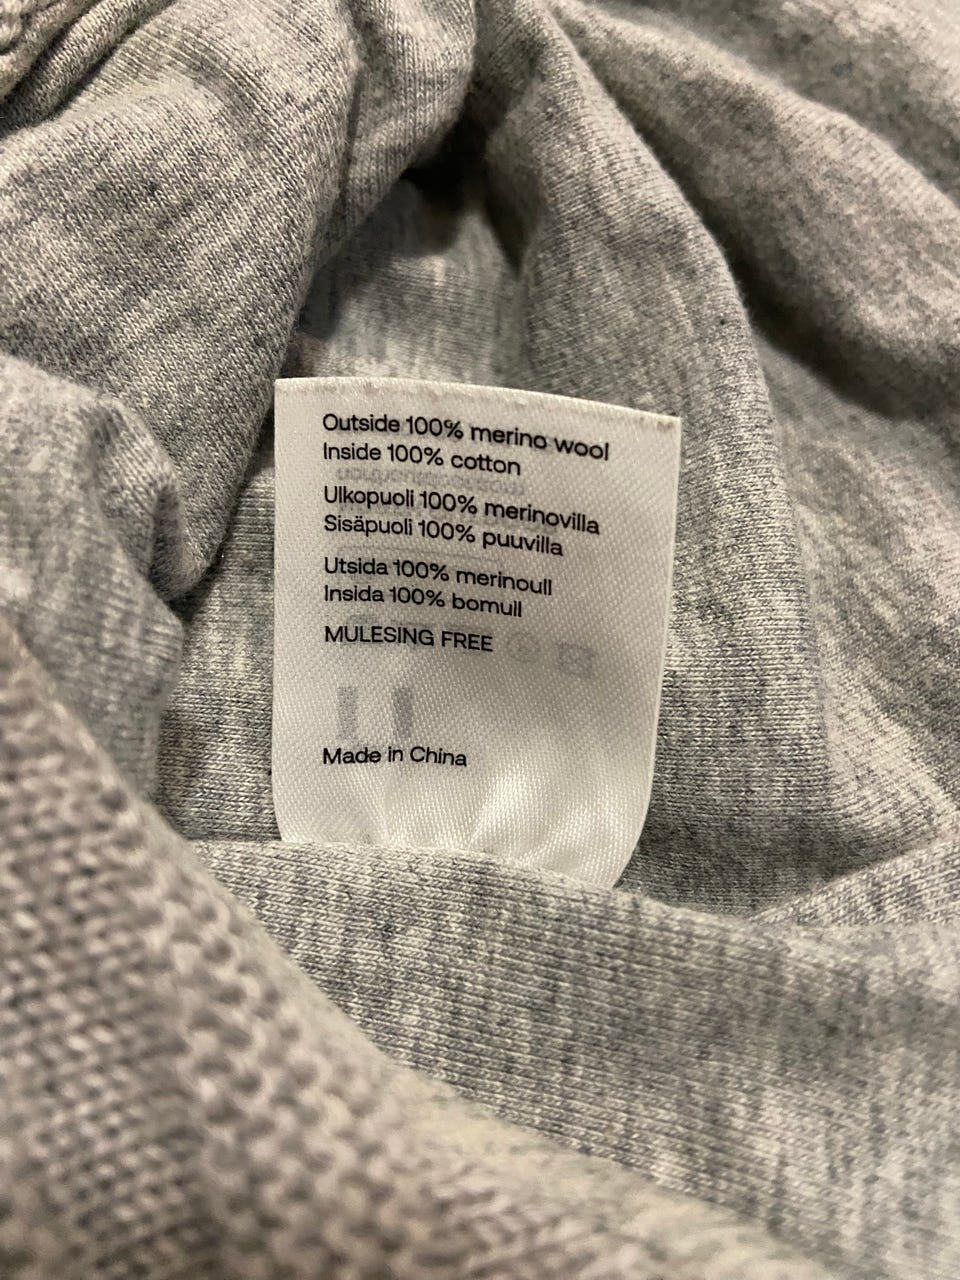 Outside 100% merino wool
Inside 100% cotton
Ulkopuoli 100% merinovilla
Sisäpuoli 100% puuvilla
Utsida 100% merinoull
Insida 100% bomull
MULESING FREE
Made in China